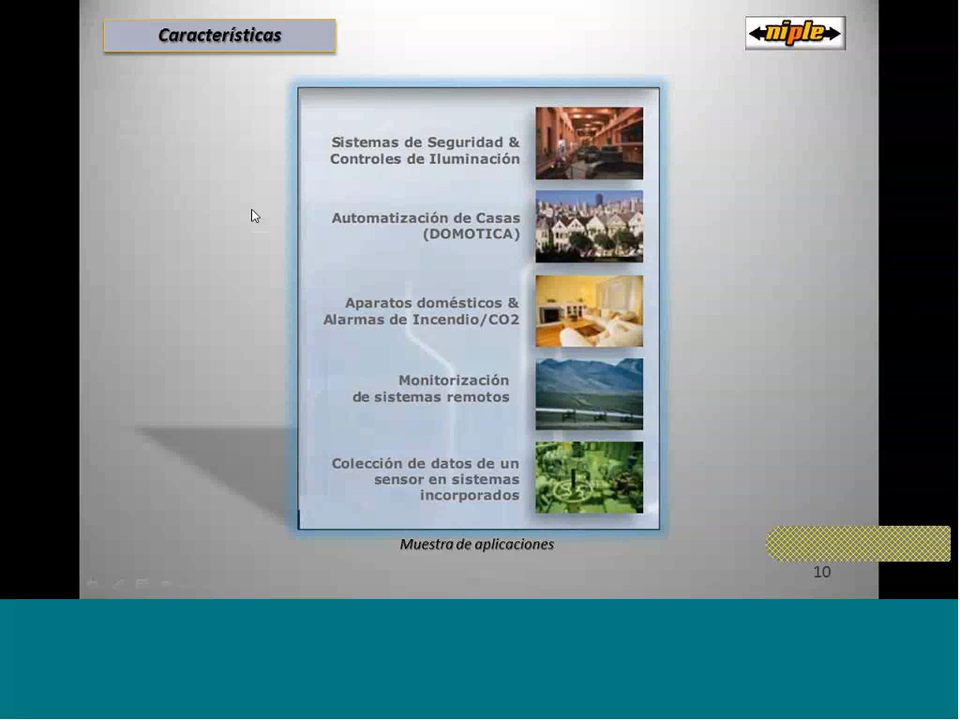 Características
niple
Sistemas de Seguridad &
Controles de Iluminación
Automatización de Casas
(DOMOTICA)
Aparatos domésticos &
Alarmas de Incendio/CO2
Monitorización
de sistemas remotos
Colección de datos de un
sensor en sistemas
incorporados
Muestra de aplicaciones
10